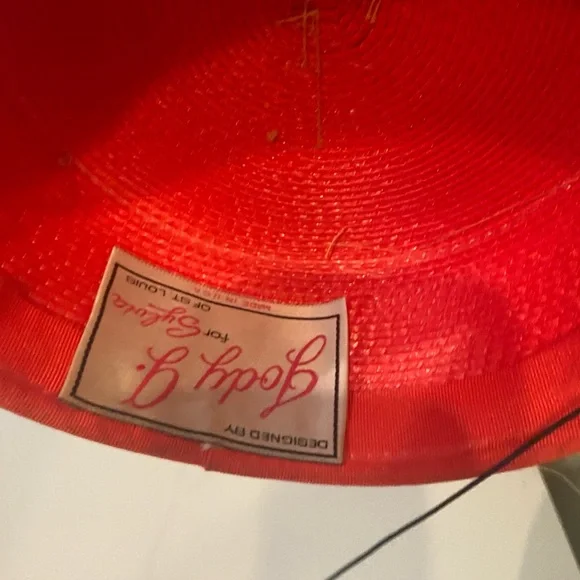 DESIGNED BY
Jody G.
for Sylvia
OF ST. LOUIS
MADE IN U.S.A.